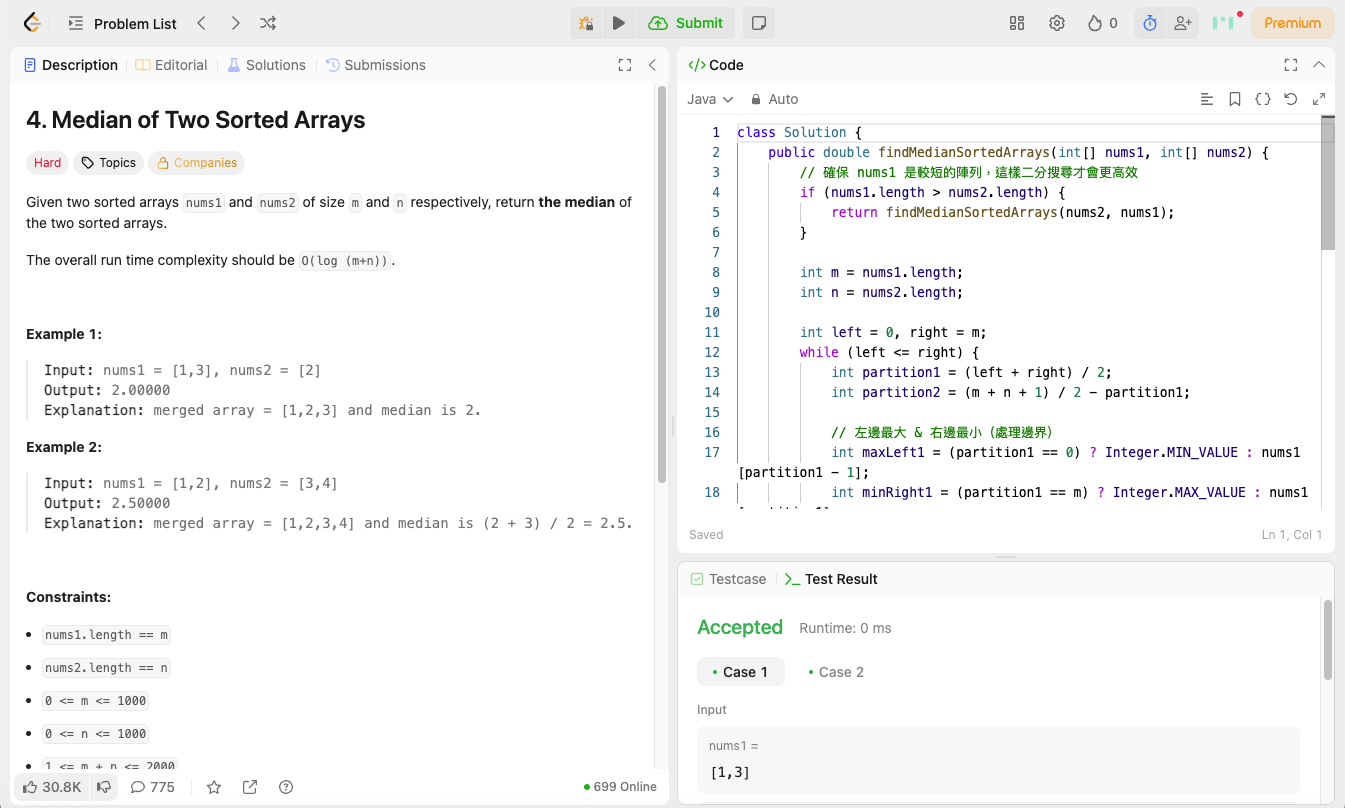 Problem List
Submit
0
Premium
Description
Editorial
Solutions
Submissions
4. Median of Two Sorted Arrays
Hard
Topics
Companies
Given two sorted arrays nums1 and nums2 of size m and n respectively, return the median of
the two sorted arrays.
The overall run time complexity should be O(log (m+n)).
Example 1:
Input: nums1 = [1,3], nums2 = [2]
Output: 2.00000
Explanation: merged array = [1,2,3] and median is 2.
Example 2:
Input: nums1 = [1,2], nums2 = [3,4]
Output: 2.50000
Explanation: merged array = [1,2,3,4] and median is (2 + 3) / 2 = 2.5.
Constraints:
nums1.length == m
nums2.length == n
0 <= m <= 1000
0 <= n <= 1000
1 <= m + n <= 2000
30.8K
775
699 Online
</> Code
Java
Auto
1 class Solution {
2 public double findMedianSortedArrays(int[] nums1, int[] nums2) {
3 // 確保 nums1 是較短的陣列，這樣二分搜尋才會更高效
4 if (nums1.length > nums2.length) {
5 return findMedianSortedArrays(nums2, nums1);
6 }
7
8 int m = nums1.length;
9 int n = nums2.length;
10
11 int left = 0, right = m;
12 while (left <= right) {
13 int partition1 = (left + right) / 2;
14 int partition2 = (m + n + 1) / 2 - partition1;
15
16 // 左邊最大 & 右邊最小（處理邊界）
17 int maxLeft1 = (partition1 == 0) ? Integer.MIN_VALUE : nums1
[partition1 - 1];
18 int minRight1 = (partition1 == m) ? Integer.MAX_VALUE : nums1
Saved
Ln 1, Col 1
Testcase
Test Result
Accepted
Runtime: 0 ms
Case 1
Case 2
Input
nums1 =
[1,3]